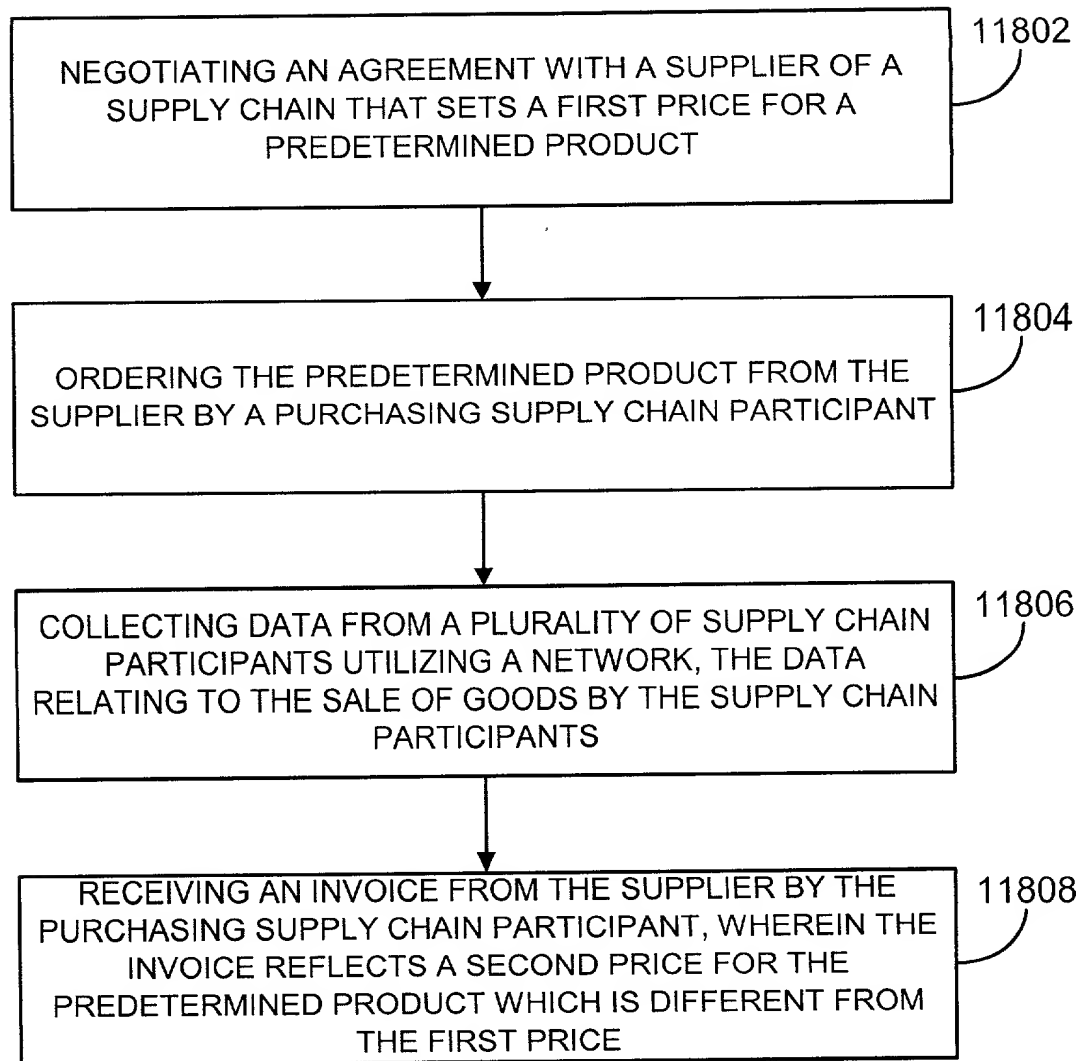 11802
NEGOTIATING AN AGREEMENT WITH A SUPPLIER OF A
SUPPLY CHAIN THAT SETS A FIRST PRICE FOR A
PREDETERMINED PRODUCT
11804
ORDERING THE PREDETERMINED PRODUCT FROM THE
SUPPLIER BY A PURCHASING SUPPLY CHAIN PARTICIPANT
11806
COLLECTING DATA FROM A PLURALITY OF SUPPLY CHAIN
PARTICIPANTS UTILIZING A NETWORK, THE DATA
RELATING TO THE SALE OF GOODS BY THE SUPPLY CHAIN
PARTICIPANTS
11808
RECEIVING AN INVOICE FROM THE SUPPLIER BY THE
PURCHASING SUPPLY CHAIN PARTICIPANT, WHEREIN THE
INVOICE REFLECTS A SECOND PRICE FOR THE
PREDETERMINED PRODUCT WHICH IS DIFFERENT FROM
THE FIRST PRICE